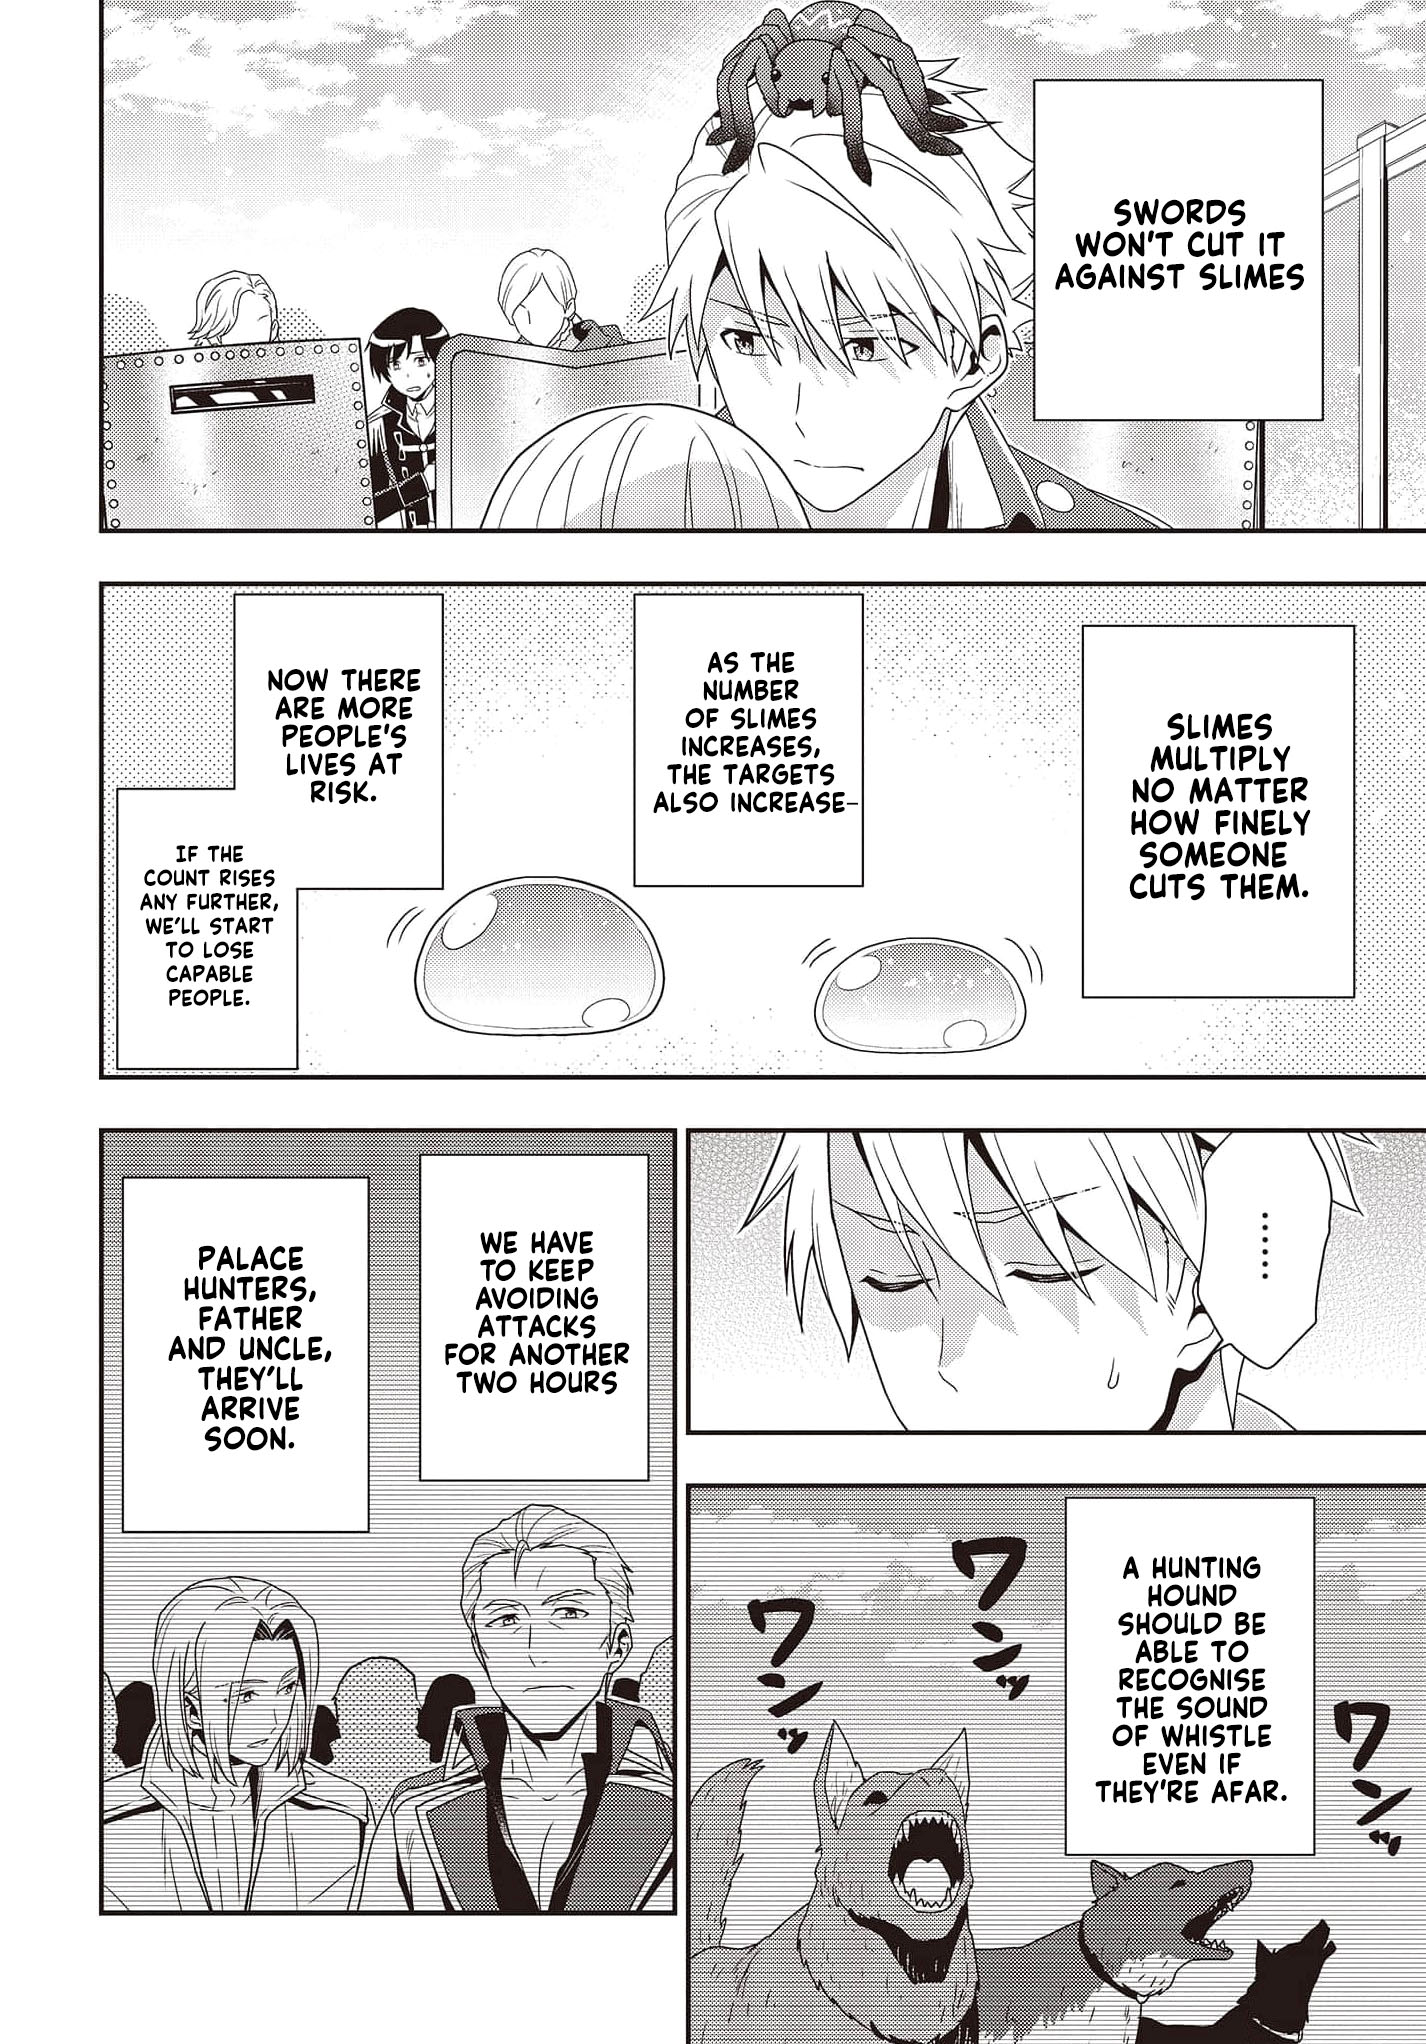 SWORDS
WON'T CUT IT
AGAINST SLIMES
SLIMES
MULTIPLY
NO MATTER
HOW FINELY
SOMEONE
CUTS THEM.
AS THE
NUMBER
OF SLIMES
INCREASES,
THE TARGETS
ALSO INCREASE-
NOW THERE
ARE MORE
PEOPLE'S
LIVES AT
RISK.
IF THE
COUNT RISES
ANY FURTHER,
WE'LL START
TO LOSE
CAPABLE
PEOPLE.
........
A HUNTING
HOUND
SHOULD BE
ABLE TO
RECOGNISE
THE SOUND
OF WHISTLE
EVEN IF
THEY'RE AFAR.
ワンッ
ワンッ
ワンッ
WE HAVE
TO KEEP
AVOIDING
ATTACKS
FOR ANOTHER
TWO HOURS
PALACE
HUNTERS,
FATHER
AND UNCLE,
THEY'LL
ARRIVE
SOON.